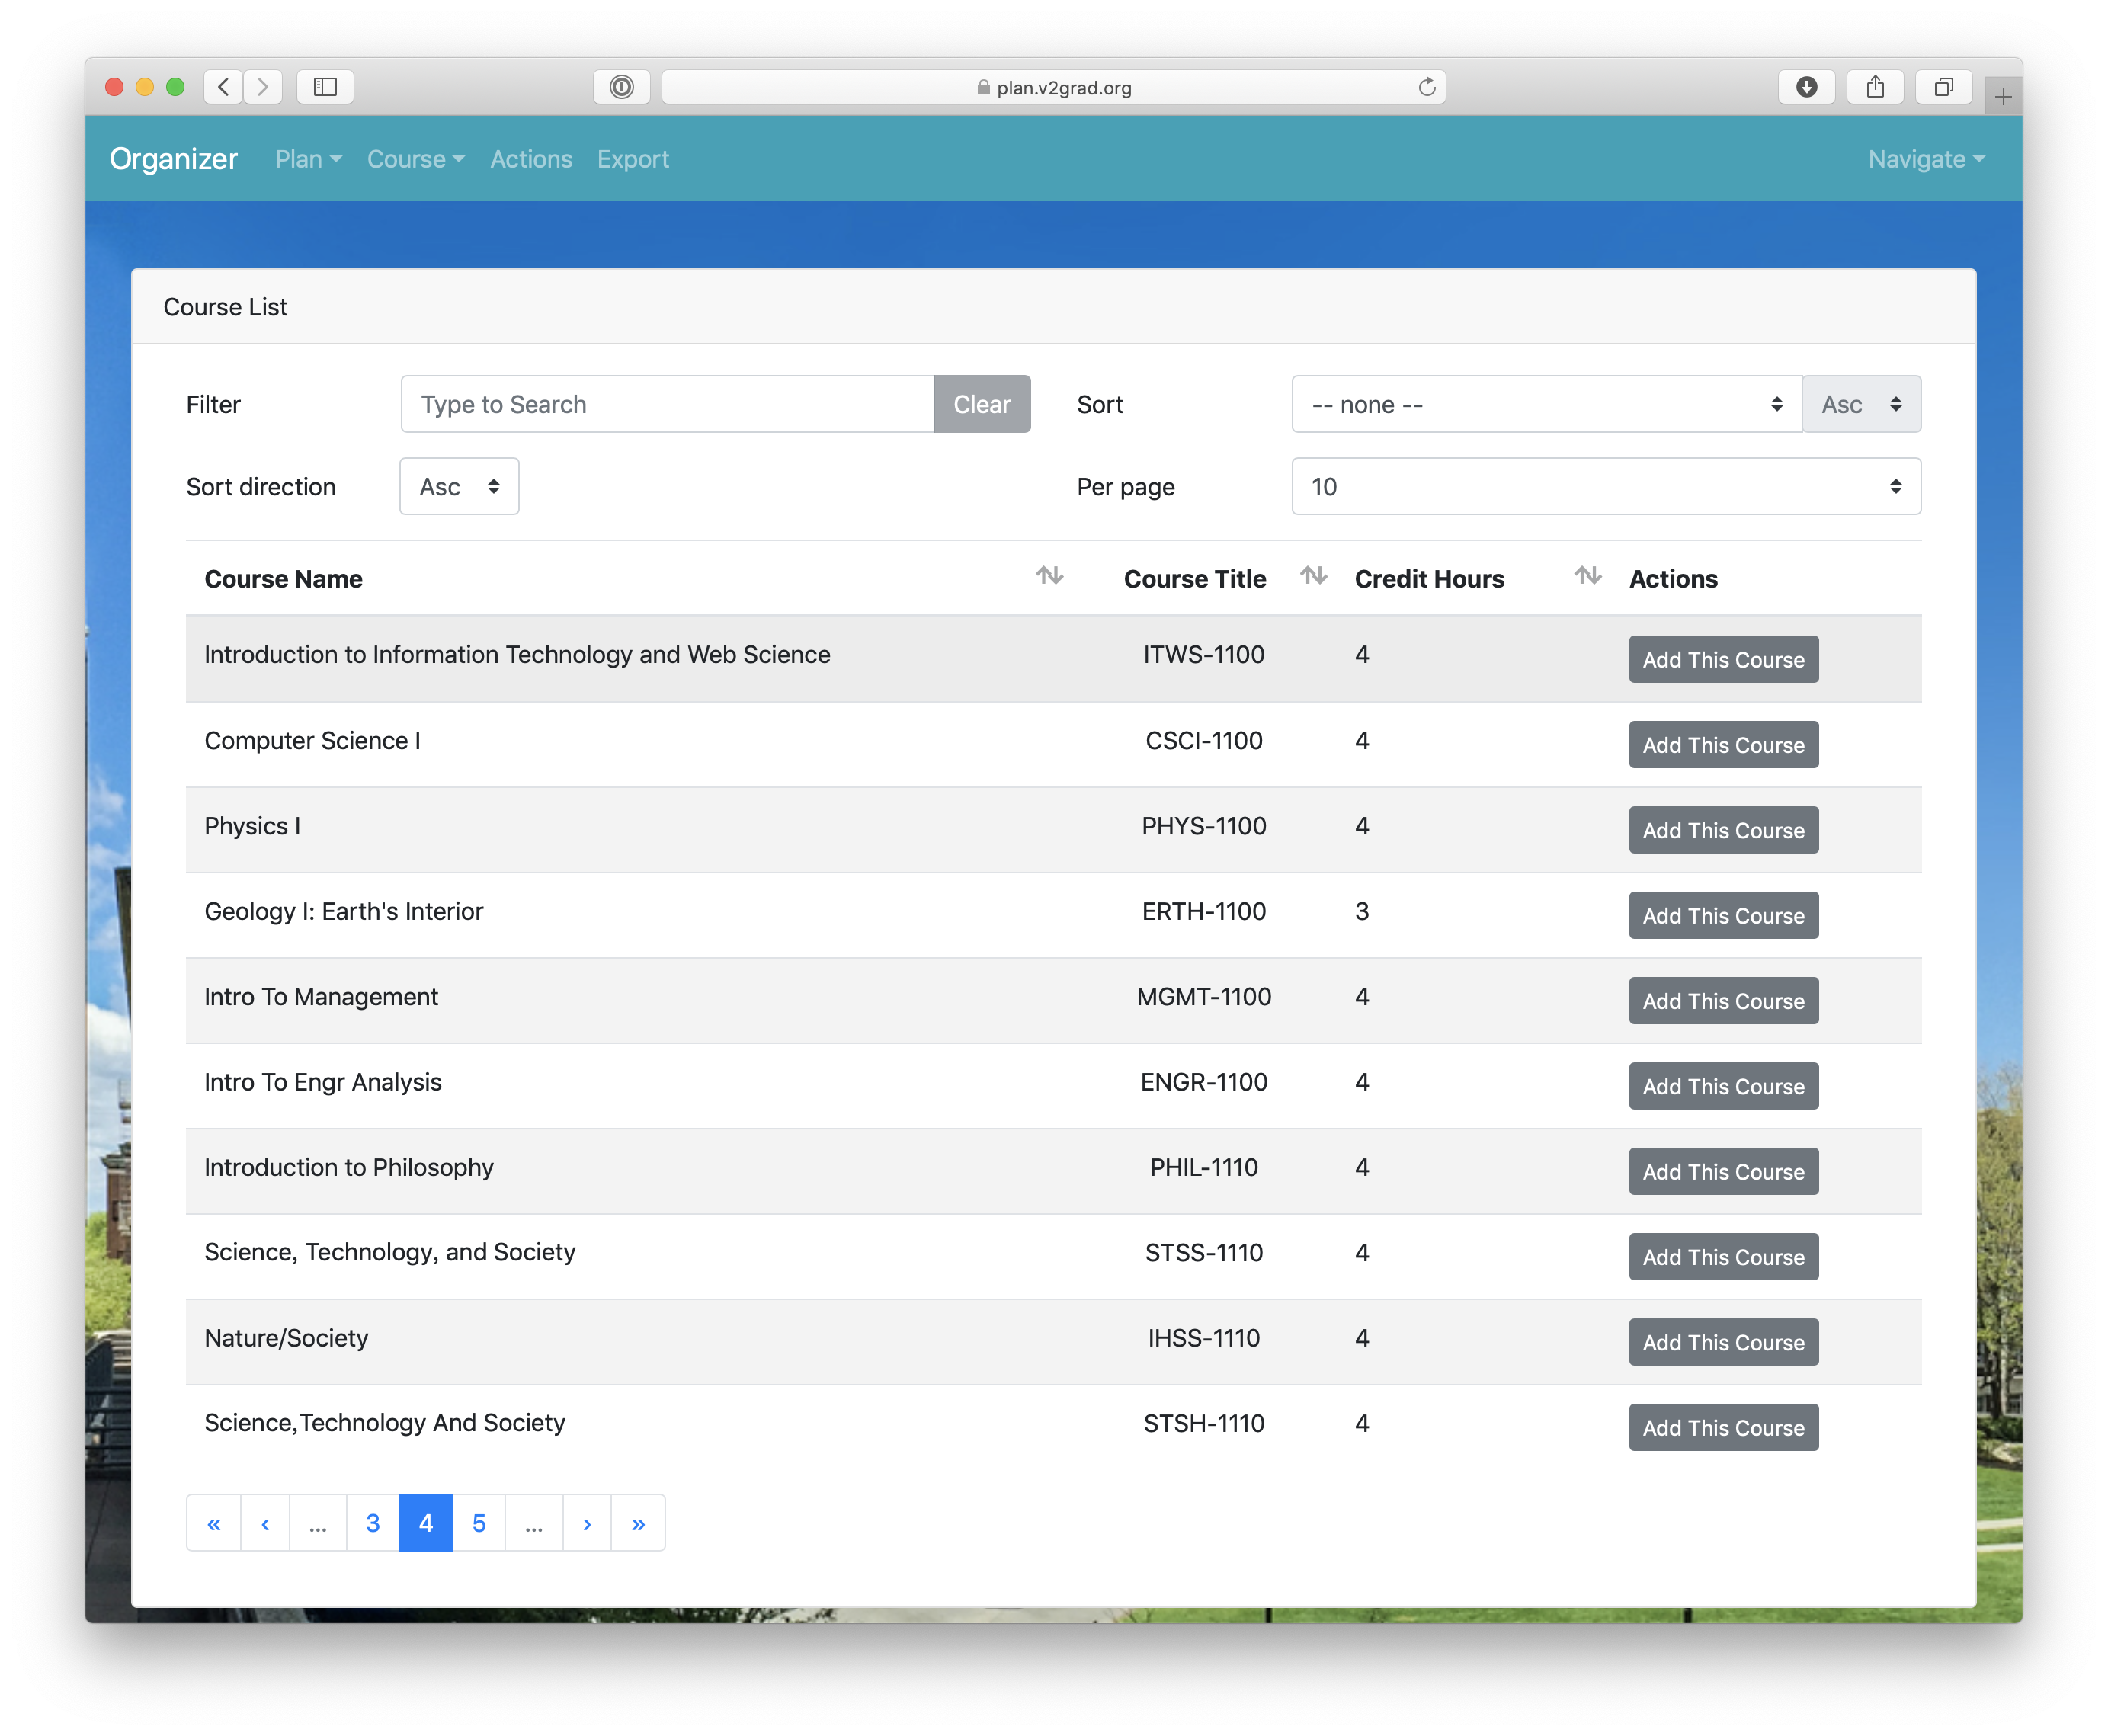 plan.v2grad.org
Organizer Plan Course Actions Export Navigate
Course List
Filter Type to Search Clear Sort -- none -- Asc
Sort direction Asc Per page 10
Course Name Course Title Credit Hours Actions
Introduction to Information Technology and Web Science ITWS-1100 4 Add This Course
Computer Science I CSCI-1100 4 Add This Course
Physics I PHYS-1100 4 Add This Course
Geology I: Earth's Interior ERTH-1100 3 Add This Course
Intro To Management MGMT-1100 4 Add This Course
Intro To Engr Analysis ENGR-1100 4 Add This Course
Introduction to Philosophy PHIL-1110 4 Add This Course
Science, Technology, and Society STSS-1110 4 Add This Course
Nature/Society IHSS-1110 4 Add This Course
Science,Technology And Society STSH-1110 4 Add This Course
« ‹ ... 3 4 5 ... › »